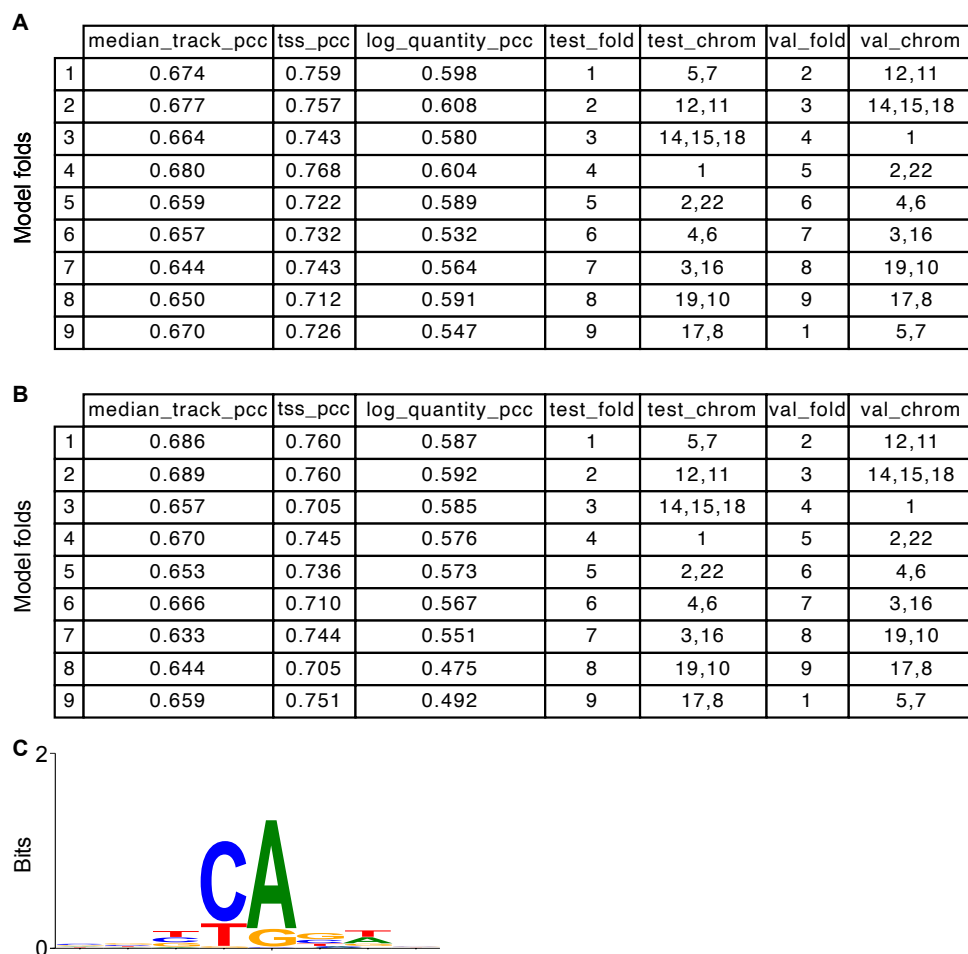 A
median_track_pcc tss_pcc log_quantity_pcc test_fold test_chrom val_fold val_chrom
1 0.674 0.759 0.598 1 5,7 2 12,11
2 0.677 0.757 0.608 2 12,11 3 14,15,18
3 0.664 0.743 0.580 3 14,15,18 4 1
4 0.680 0.768 0.604 4 1 5 2,22
5 0.659 0.722 0.589 5 2,22 6 4,6
6 0.657 0.732 0.532 6 4,6 7 3,16
7 0.644 0.743 0.564 7 3,16 8 19,10
8 0.650 0.712 0.591 8 19,10 9 17,8
9 0.670 0.726 0.547 9 17,8 1 5,7
Model folds
B
median_track_pcc tss_pcc log_quantity_pcc test_fold test_chrom val_fold val_chrom
1 0.686 0.760 0.587 1 5,7 2 12,11
2 0.689 0.760 0.592 2 12,11 3 14,15,18
3 0.657 0.705 0.585 3 14,15,18 4 1
4 0.670 0.745 0.576 4 1 5 2,22
5 0.653 0.736 0.573 5 2,22 6 4,6
6 0.666 0.710 0.567 6 4,6 7 3,16
7 0.633 0.744 0.551 7 3,16 8 19,10
8 0.644 0.705 0.475 8 19,10 9 17,8
9 0.659 0.751 0.492 9 17,8 1 5,7
Model folds
C
2
Bits
0
CA
T G